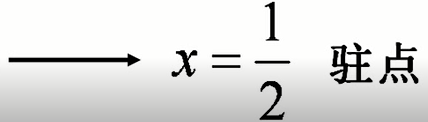 ⟶ x = 1/2 驻点